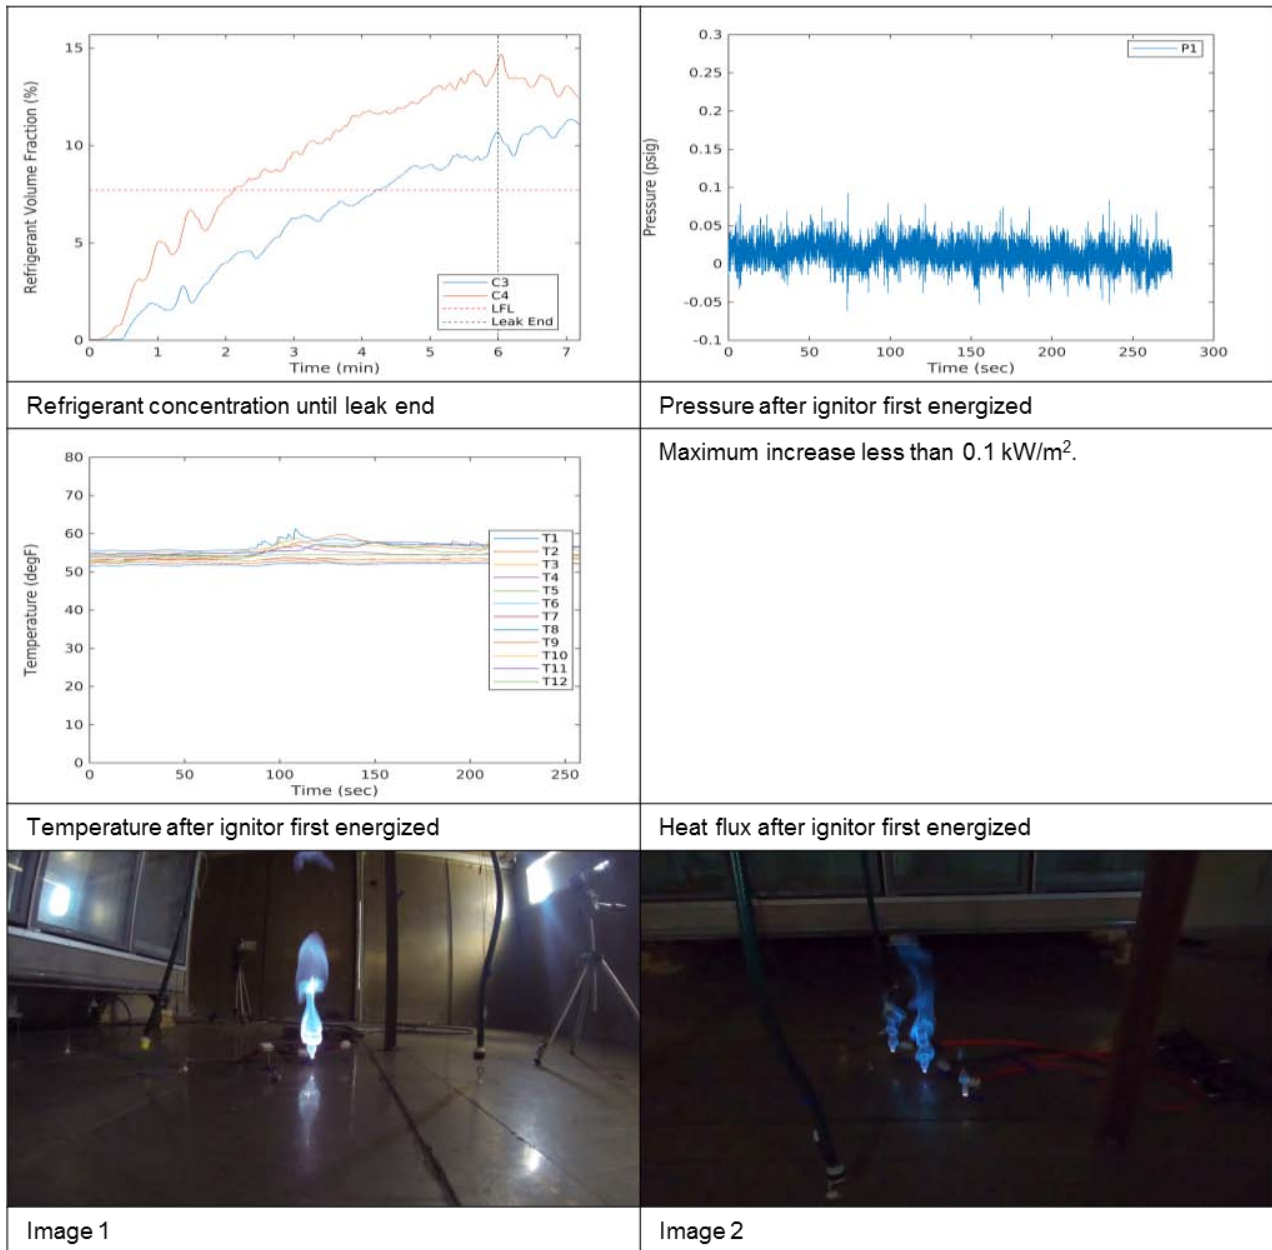 15
10
5
0
Refrigerant Volume Fraction (%)
C3
C4
LFL
Leak End
0 1 2 3 4 5 6 7
Time (min)
0.3
0.25
0.2
0.15
0.1
0.05
0
-0.05
-0.1
Pressure (psig)
P1
0 50 100 150 200 250 300
Time (sec)
Refrigerant concentration until leak end
Pressure after ignitor first energized
80
70
60
50
40
30
20
10
0
Temperature (degF)
T1
T2
T3
T4
T5
T6
T7
T8
T9
T10
T11
T12
0 50 100 150 200 250
Time (sec)
Maximum increase less than 0.1 kW/m².
Temperature after ignitor first energized
Heat flux after ignitor first energized
Image 1
Image 2